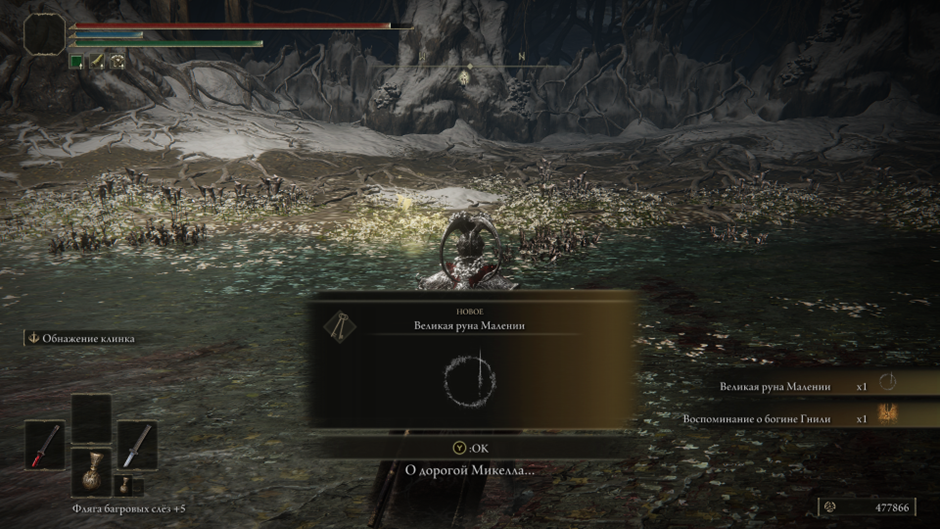 N
НОВОЕ
Великая руна Малении
Обнажение клинка
Великая руна Малении x1
Воспоминание о богине Гнили x1
Y :OK
О дорогой Микелла...
Фляга багровых слёз +5
477866